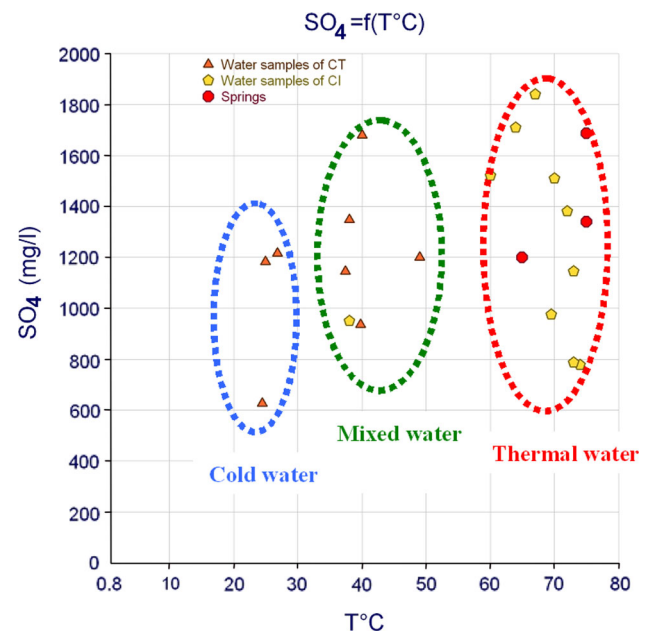 SO4=f(T°C)
2000
1800
1600
1400
1200
1000
800
600
400
200
0
SO4 (mg/l)
Water samples of CT
Water samples of CI
Springs
Cold water
Mixed water
Thermal water
0.8 10 20 30 40 50 60 70 80
T°C